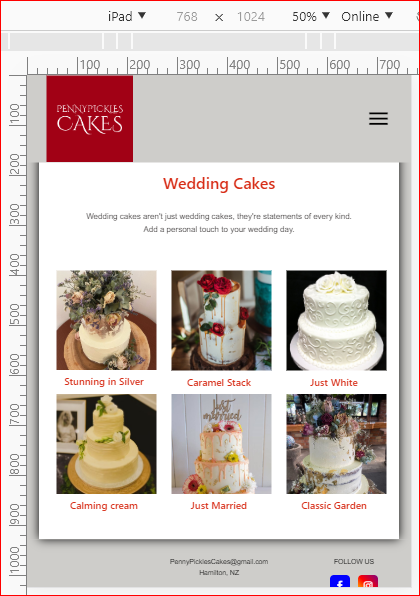 iPad ▼ 768 × 1024 50% ▼ Online ▼
100 200 300 400 500 600 700
100
200
300
400
500
600
700
800
900
1000
PENNYPICKLES
CAKES
Wedding Cakes
Wedding cakes aren't just wedding cakes, they're statements of every kind.
Add a personal touch to your wedding day.
Stunning in Silver Caramel Stack Just White
Just
married
Calming cream Just Married Classic Garden
PennyPicklesCakes@gmail.com FOLLOW US
Hamilton, NZ